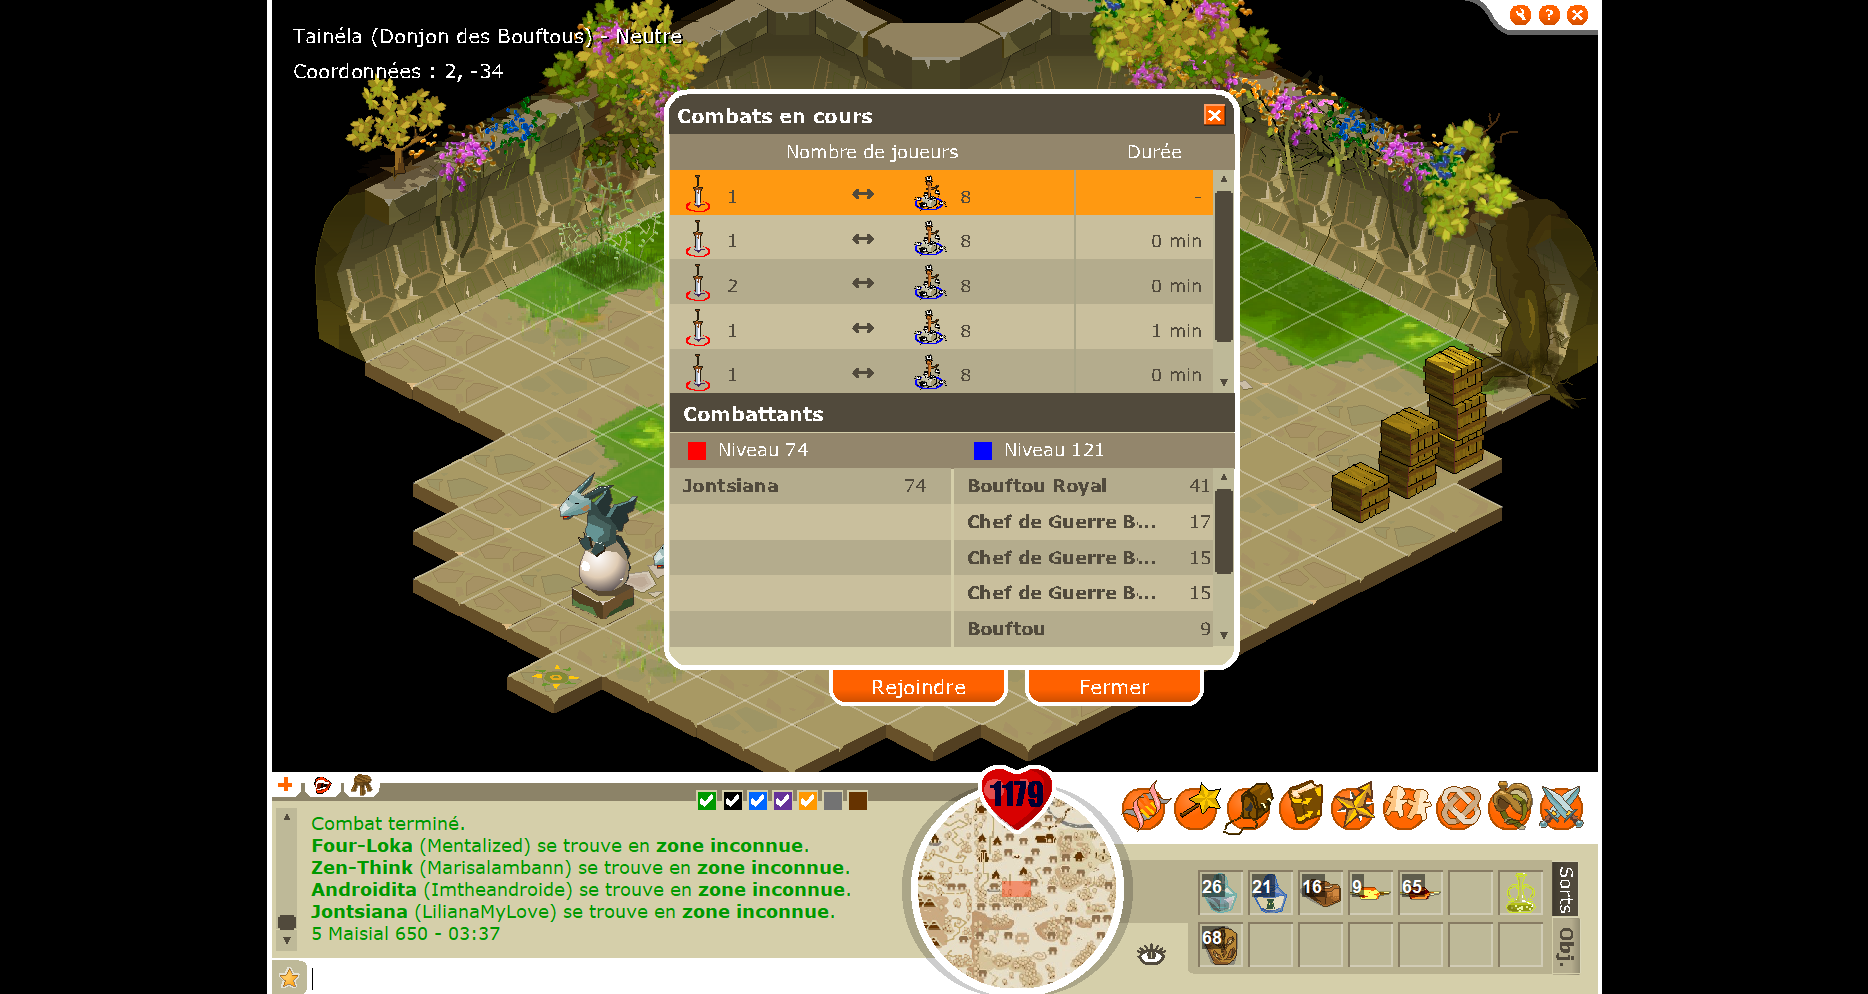 Tainéla (Donjon des Bouftous) - Neutre
Coordonnées : 2, -34
Combats en cours
Nombre de joueurs Durée
1 8 -
1 8 0 min
2 8 0 min
1 8 1 min
1 8 0 min
Combattants
Niveau 74 Niveau 121
Jontsiana 74 Bouftou Royal 41
Chef de Guerre B... 17
Chef de Guerre B... 15
Chef de Guerre B... 15
Bouftou 9
Rejoindre Fermer
1179
Combat terminé.
Four-Loka (Mentalized) se trouve en zone inconnue.
Zen-Think (Marisalambann) se trouve en zone inconnue.
Androidita (Imtheandroide) se trouve en zone inconnue.
Jontsiana (LilianaMyLove) se trouve en zone inconnue.
5 Maisial 650 - 03:37
26 21 16 9 65
68
Sorts
Obj.